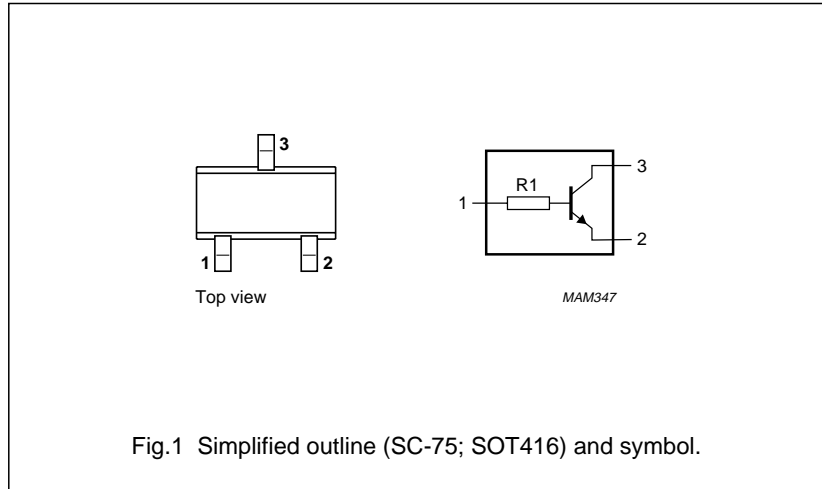 3
1
2
Top view
R1
1
3
2
MAM347
Fig.1 Simplified outline (SC-75; SOT416) and symbol.